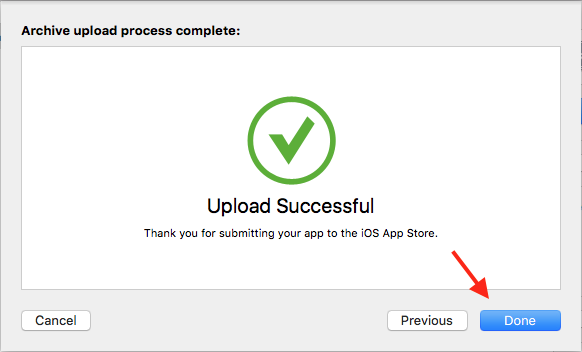 Archive upload process complete:
Upload Successful
Thank you for submitting your app to the iOS App Store.
Cancel
Previous
Done